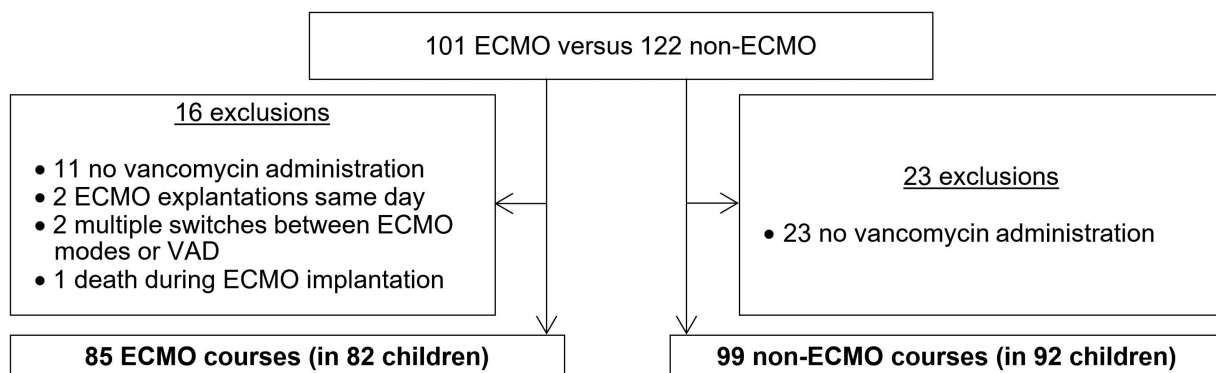 101 ECMO versus 122 non-ECMO
16 exclusions
• 11 no vancomycin administration
• 2 ECMO explantations same day
• 2 multiple switches between ECMO
modes or VAD
• 1 death during ECMO implantation
23 exclusions
• 23 no vancomycin administration
85 ECMO courses (in 82 children)
99 non-ECMO courses (in 92 children)